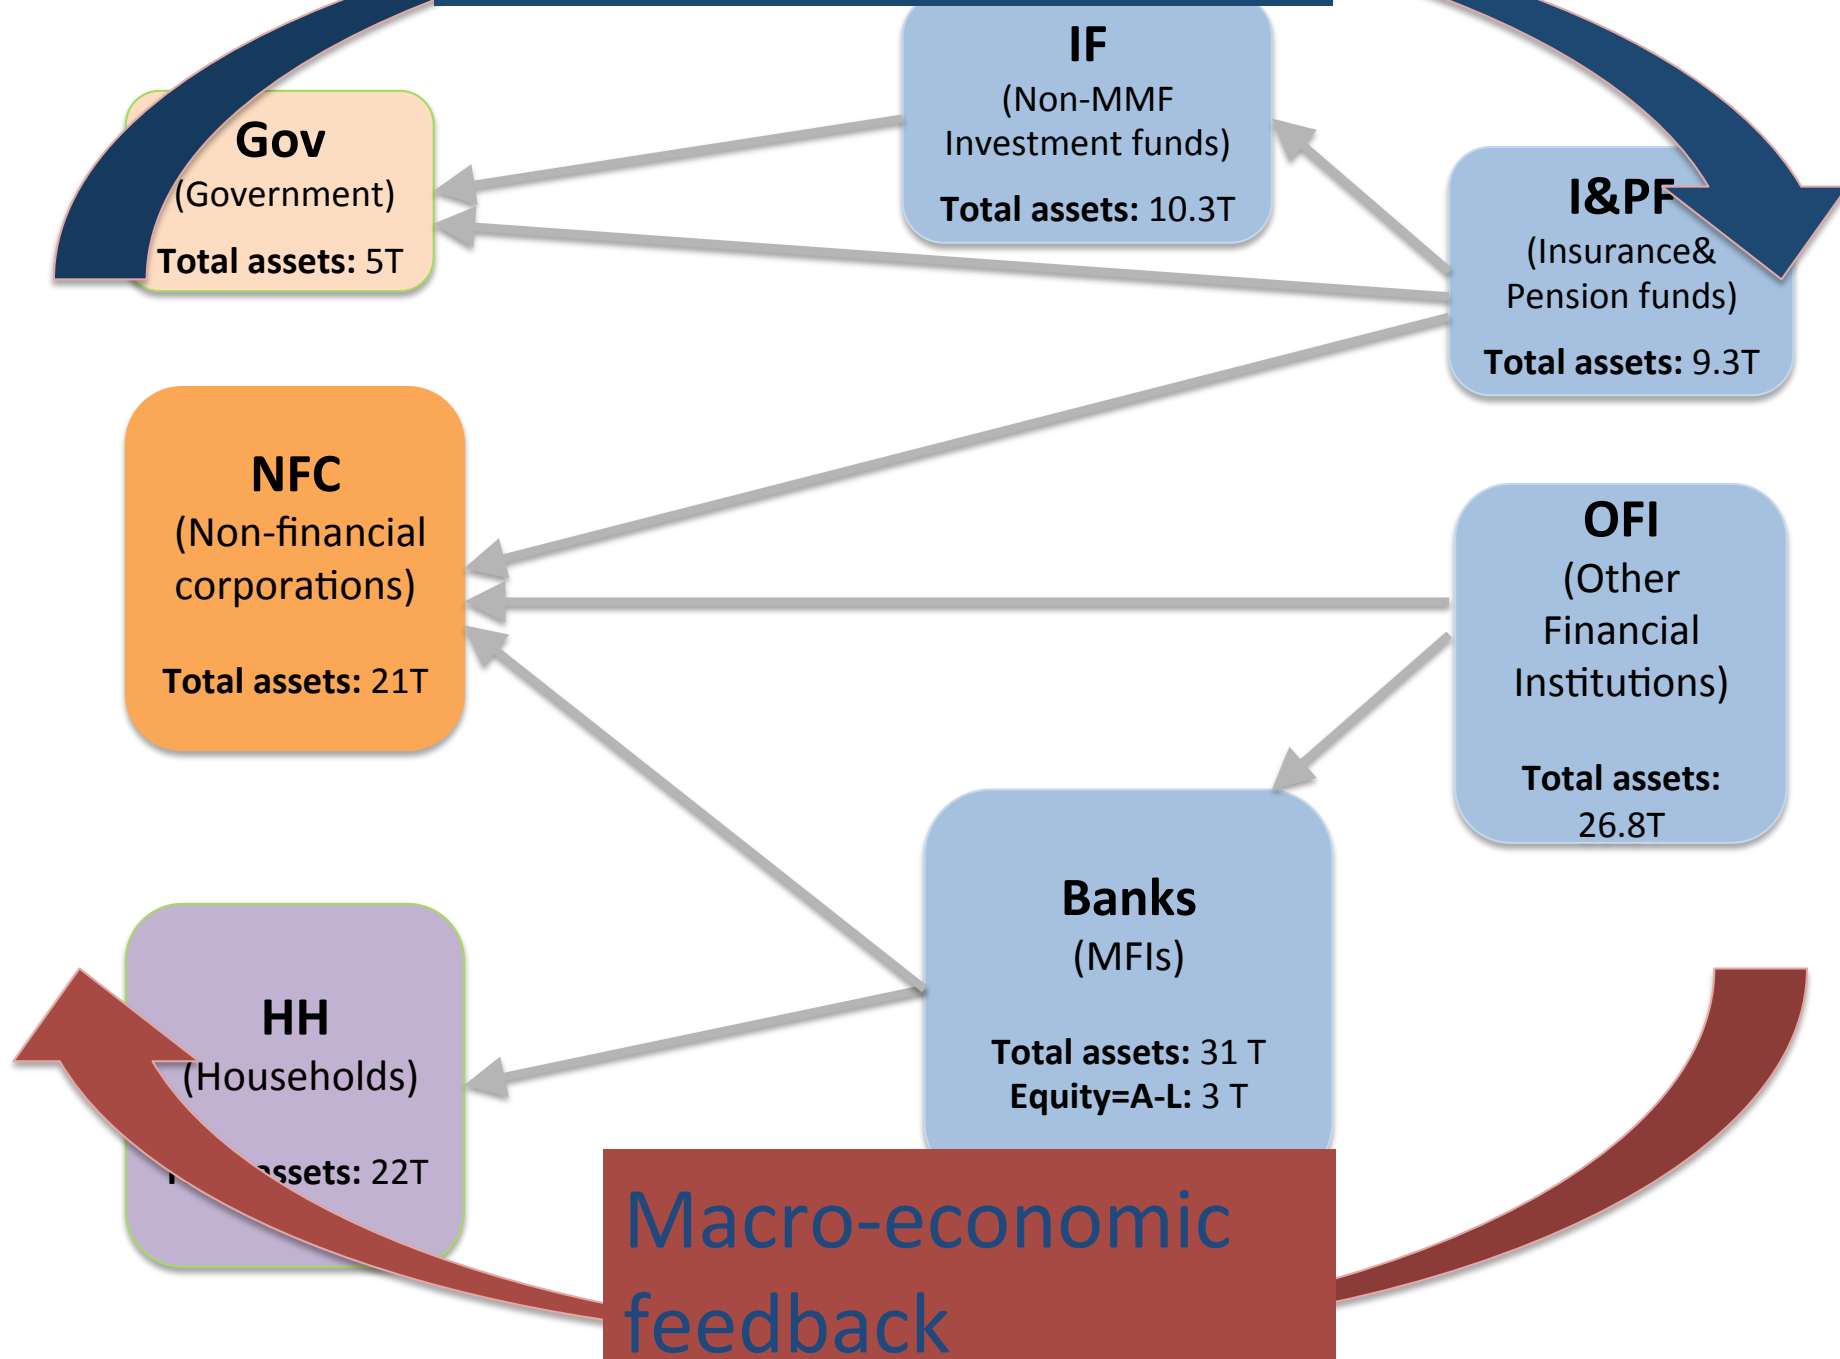 IF
(Non-MMF
Investment funds)
Total assets: 10.3T
Gov
(Government)
Total assets: 5T
I&PF
(Insurance&
Pension funds)
Total assets: 9.3T
NFC
(Non-financial
corporations)
Total assets: 21T
OFI
(Other
Financial
Institutions)
Total assets:
26.8T
Banks
(MFIs)
Total assets: 31 T
Equity=A-L: 3 T
HH
(Households)
assets: 22T
Macro-economic
feedback